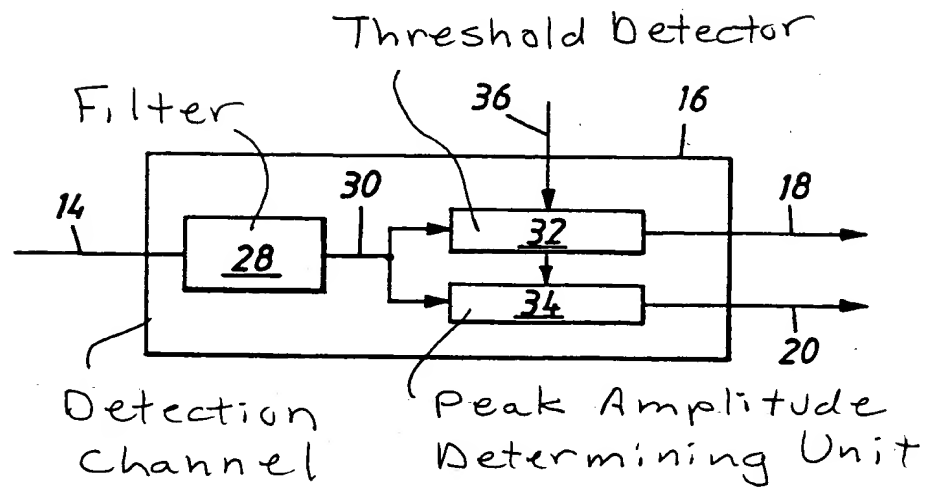 Threshold Detector
Filter
36
16
14
30
18
28
32
34
20
Detection
Channel
Peak Amplitude
Determining Unit